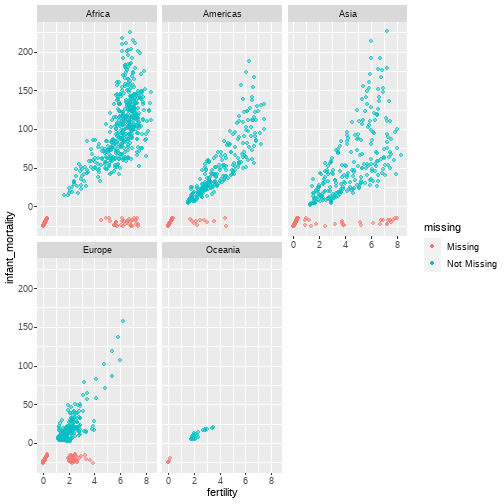 Africa
Americas
Asia
200
150
100
50
0
0 2 4 6 8
Europe
Oceania
200
150
100
50
0
0 2 4 6 8
0 2 4 6 8
infant_mortality
fertility
missing
Missing
Not Missing